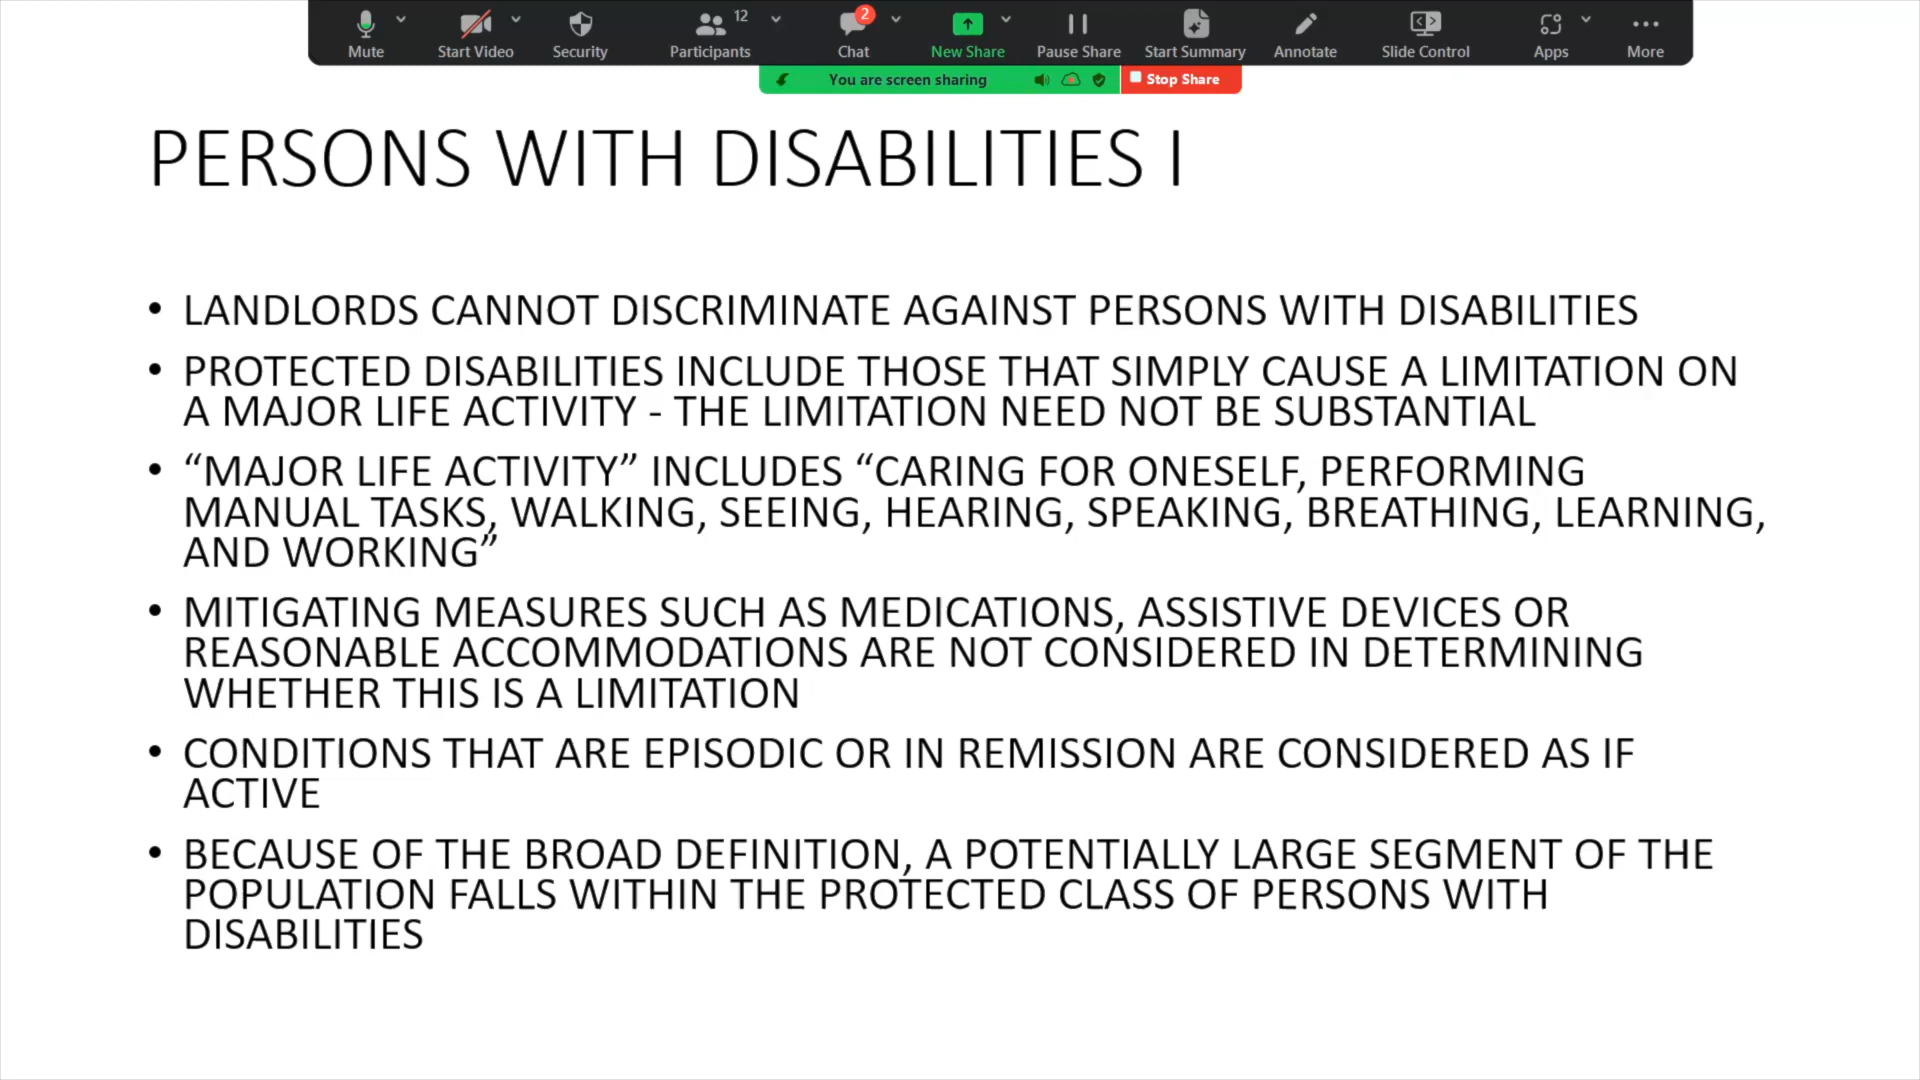 Mute
Start Video
Security
Participants
12
Chat
2
New Share
Pause Share
Start Summary
Annotate
Slide Control
Apps
More
You are screen sharing
Stop Share
PERSONS WITH DISABILITIES I
• LANDLORDS CANNOT DISCRIMINATE AGAINST PERSONS WITH DISABILITIES
• PROTECTED DISABILITIES INCLUDE THOSE THAT SIMPLY CAUSE A LIMITATION ON
A MAJOR LIFE ACTIVITY - THE LIMITATION NEED NOT BE SUBSTANTIAL
• “MAJOR LIFE ACTIVITY” INCLUDES “CARING FOR ONESELF, PERFORMING
MANUAL TASKS, WALKING, SEEING, HEARING, SPEAKING, BREATHING, LEARNING,
AND WORKING”
• MITIGATING MEASURES SUCH AS MEDICATIONS, ASSISTIVE DEVICES OR
REASONABLE ACCOMMODATIONS ARE NOT CONSIDERED IN DETERMINING
WHETHER THIS IS A LIMITATION
• CONDITIONS THAT ARE EPISODIC OR IN REMISSION ARE CONSIDERED AS IF
ACTIVE
• BECAUSE OF THE BROAD DEFINITION, A POTENTIALLY LARGE SEGMENT OF THE
POPULATION FALLS WITHIN THE PROTECTED CLASS OF PERSONS WITH
DISABILITIES